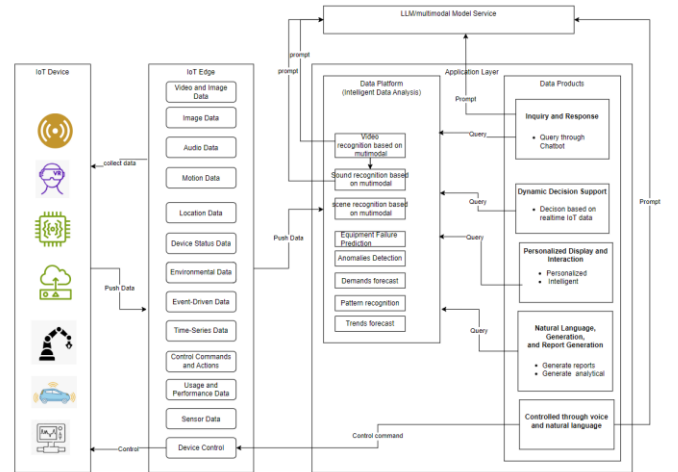 LLM/multimodal Model Service
prompt
prompt
Prompt
Prompt
IoT Device
collect data
Push Data
Control
IoT Edge
Video and Image
Data
Image Data
Audio Data
Motion Data
Location Data
Device Status Data
Environmental Data
Event-Driven Data
Time-Series Data
Control Commands
and Actions
Usage and
Performance Data
Sensor Data
Device Control
Push Data
Control command
Application Layer
Data Platform
(Intelligent Data Analysis)
Video
recognition based on
mutimodal
Sound recognition based on
mutimodal
scene recognition based on
mutimodal
Equipment Failure
Prediction
Anomalies Detection
Demands forecast
Pattern recognition
Trends forecast
Query
Query
Query
Query
Data Products
Inquiry and Response
• Query through
Chatbot
Dynamic Decision Support
• Decison based on
realtime IoT data
Personalized Display and
Interaction
• Personalized
• Intelligent
Natural Language,
Generation,
and Report Generation
• Generate reports
• Generate analytical
Controlled through voice
and natural language